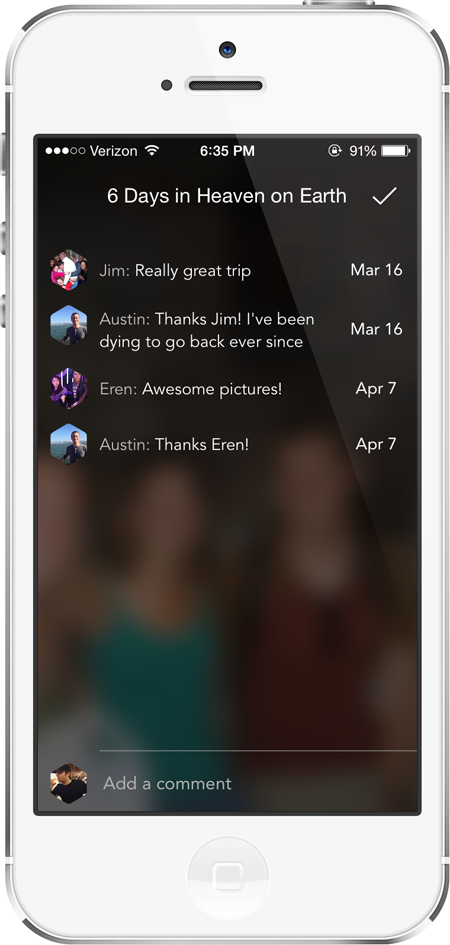 Verizon 6:35 PM 91%
6 Days in Heaven on Earth
Jim: Really great trip Mar 16
Austin: Thanks Jim! I've been
dying to go back ever since Mar 16
Eren: Awesome pictures! Apr 7
Austin: Thanks Eren! Apr 7
Add a comment